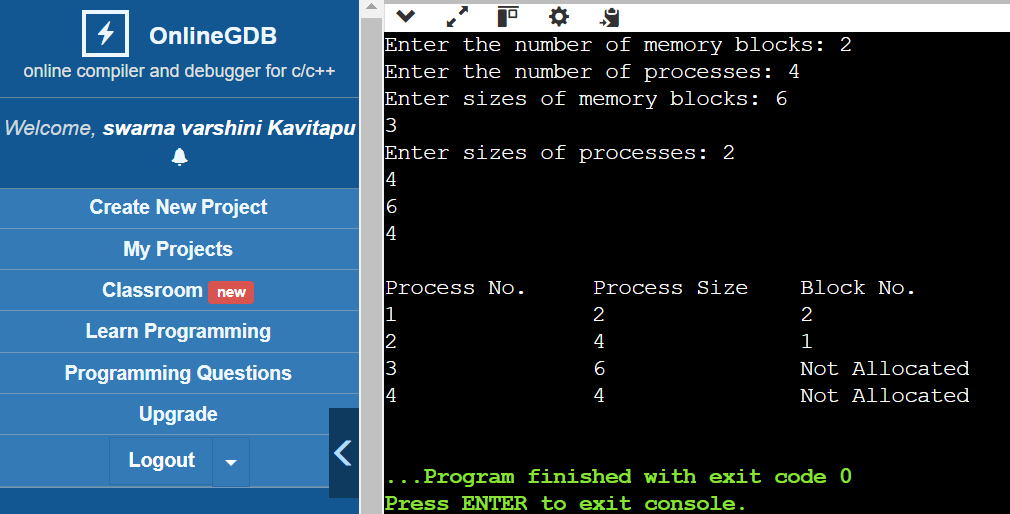 OnlineGDB
online compiler and debugger for c/c++
Welcome, swarna varshini Kavitapu
Create New Project
My Projects
Classroom new
Learn Programming
Programming Questions
Upgrade
Logout
Enter the number of memory blocks: 2
Enter the number of processes: 4
Enter sizes of memory blocks: 6
3
Enter sizes of processes: 2
4
6
4
Process No. Process Size Block No.
1 2 2
2 4 1
3 6 Not Allocated
4 4 Not Allocated
...Program finished with exit code 0
Press ENTER to exit console.